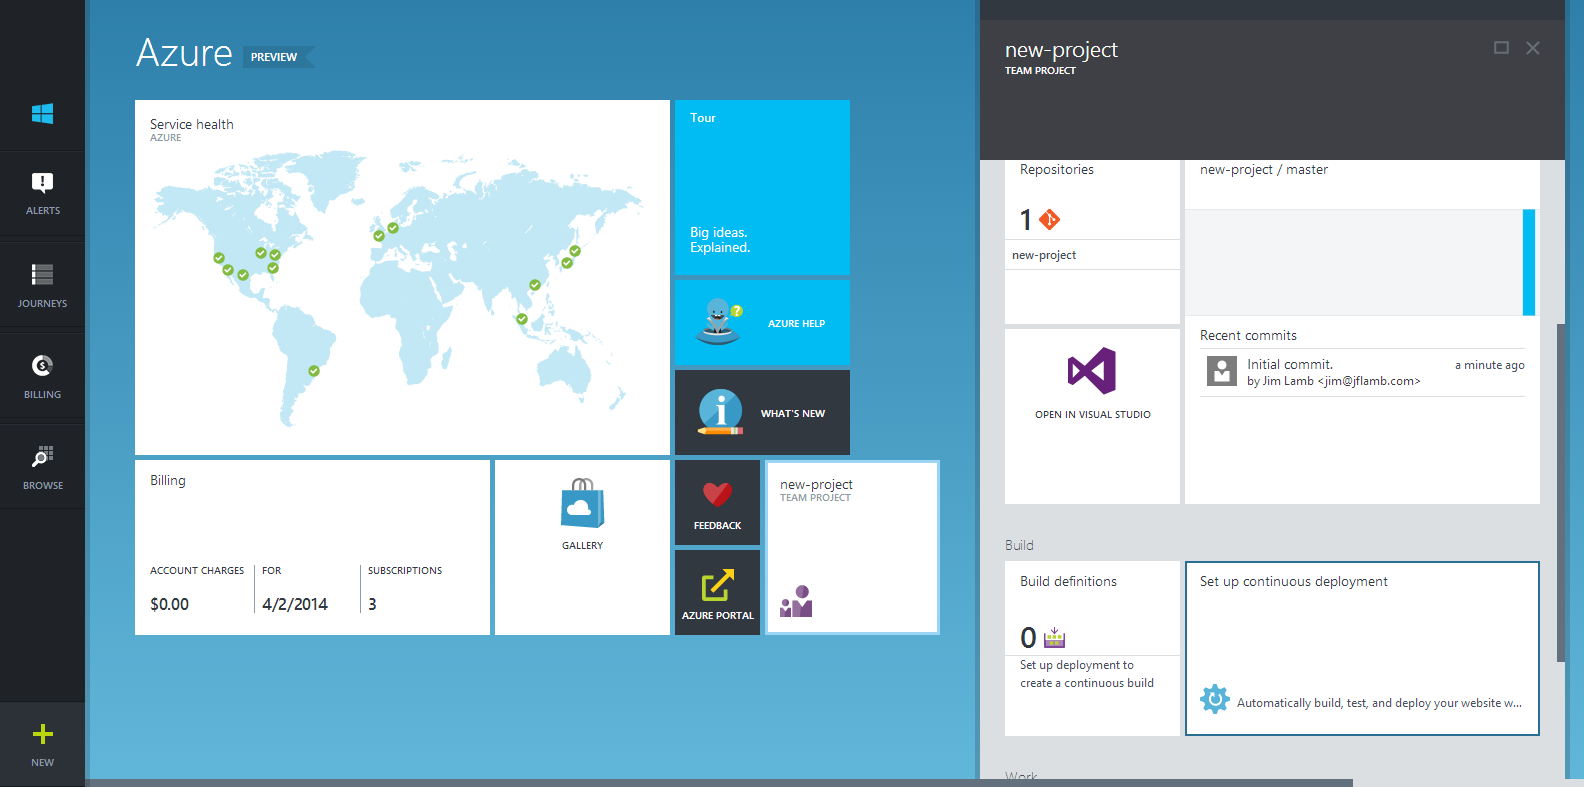 ALERTS
JOURNEYS
BILLING
BROWSE
NEW
Azure
PREVIEW
Service health
AZURE
Tour
Big ideas.
Explained.
?
AZURE HELP
WHAT'S NEW
Billing
ACCOUNT CHARGES
$0.00
FOR
4/2/2014
SUBSCRIPTIONS
3
GALLERY
FEEDBACK
AZURE PORTAL
new-project
TEAM PROJECT
new-project
TEAM PROJECT
Repositories
1
new-project
OPEN IN VISUAL STUDIO
new-project / master
Recent commits
Initial commit.
a minute ago
by Jim Lamb <jim@jflamb.com>
Build
Build definitions
0
Set up deployment to
create a continuous build
Set up continuous deployment
Automatically build, test, and deploy your website w...
Work